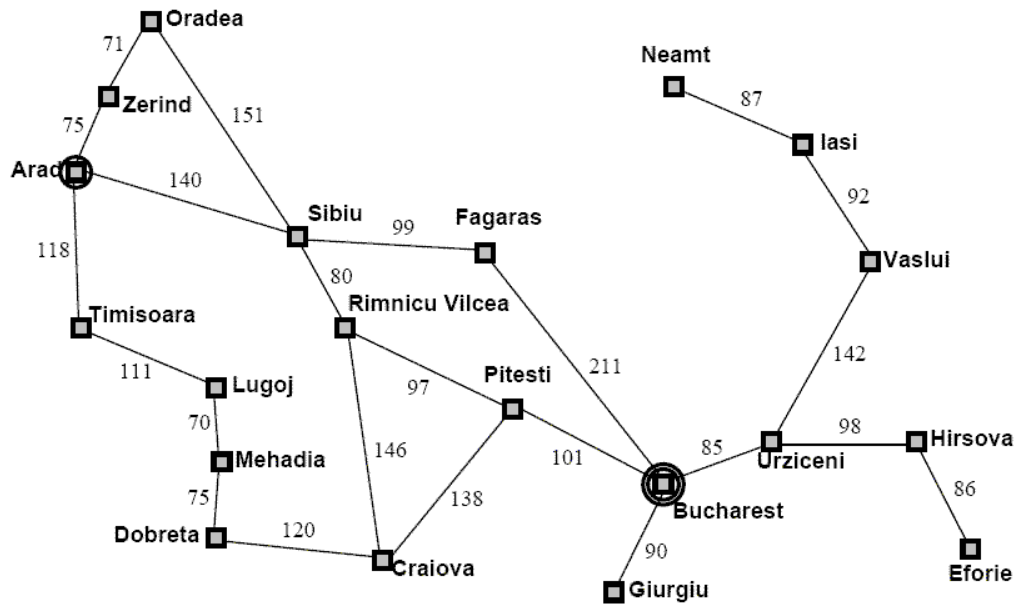 Oradea
71
Neamt
87
Zerind
151
75
Iasi
Arad
140
92
Sibiu
Fagaras
99
118
Vaslui
80
Timisoara
Rimnicu Vilcea
142
111
Lugoj
97
Pitesti
211
70
98
Hirsova
146
101
85
Urziceni
Mehadia
75
138
86
Bucharest
Dobreta
120
90
Craiova
Giurgiu
Eforie